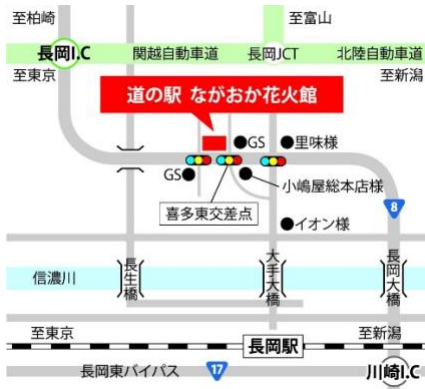 至柏崎
至富山
長岡I.C
関越自動車道
長岡JCT
北陸自動車道
至東京
至新潟
道の駅 ながおか花火館
GS
里味様
GS
小嶋屋総本店様
喜多東交差点
8
イオン様
信濃川
長生橋
大手大橋
長岡大橋
至東京
長岡駅
至新潟
長岡東バイパス
17
川崎I.C